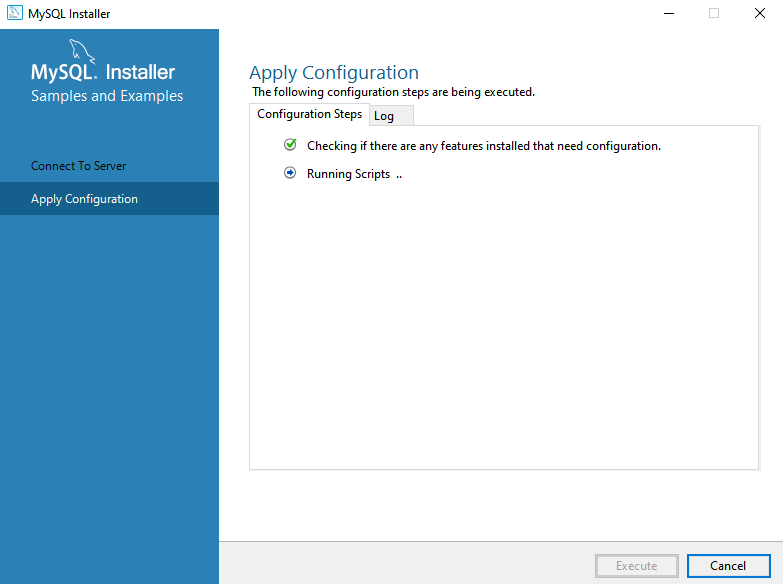 MySQL Installer
MySQL. Installer
Samples and Examples
Connect To Server
Apply Configuration
Apply Configuration
The following configuration steps are being executed.
Configuration Steps
Log
Checking if there are any features installed that need configuration.
Running Scripts ..
Execute
Cancel